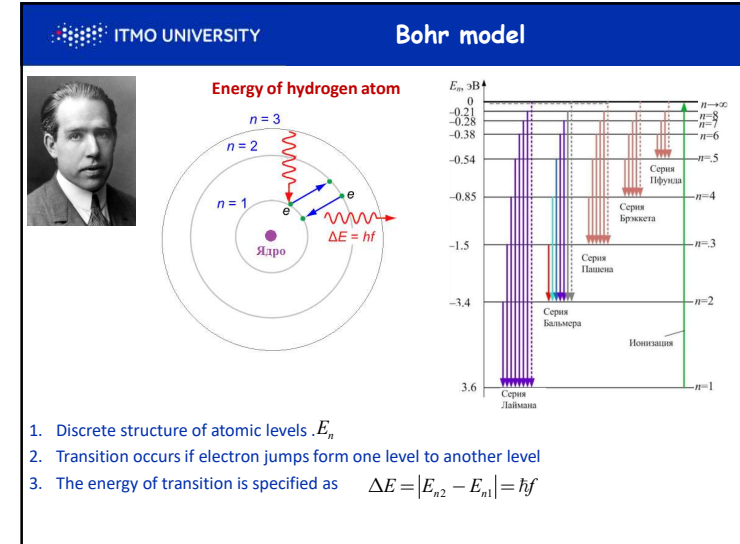 ITMO UNIVERSITY
Bohr model
Energy of hydrogen atom
n = 3
n = 2
n = 1
e
e
ΔE = hf
Ядро
Eₙ, эВ
0
–0.21
–0.28
–0.38
–0.54
–0.85
–1.5
–3.4
3.6
n→∞
n=8
n=7
n=6
n=.5
n=4
n=.3
n=2
n=1
Серия
Пфунда
Серия
Брэккета
Серия
Пашена
Серия
Бальмера
Ионизация
Серия
Лаймана
1. Discrete structure of atomic levels .Eₙ
2. Transition occurs if electron jumps form one level to another level
3. The energy of transition is specified as ΔE = |Eₙ₂ − Eₙ₁| = ℏf